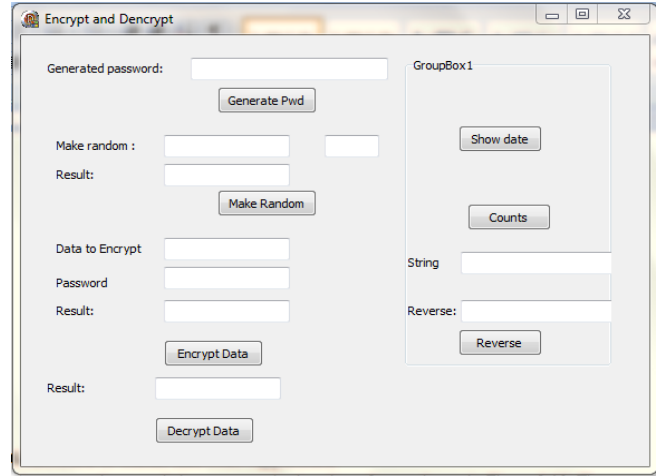 Encrypt and Dencrypt
Generated password:
Generate Pwd
Make random :
Result:
Make Random
Data to Encrypt
Password
Result:
Encrypt Data
Result:
Decrypt Data
GroupBox1
Show date
Counts
String
Reverse:
Reverse